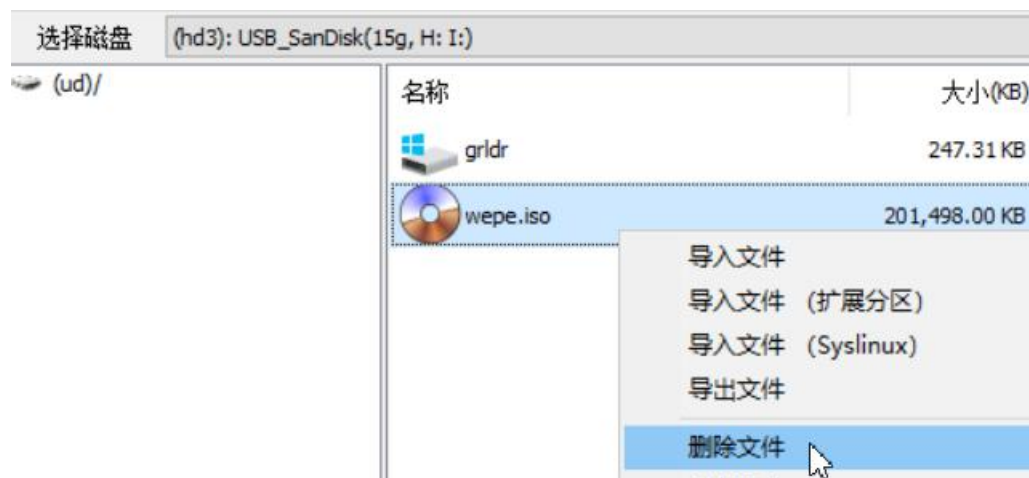 选择磁盘 (hd3): USB_SanDisk(15g, H: I:)
(ud)/
名称 大小(KB)
grldr 247.31 KB
wepe.iso 201,498.00 KB
导入文件
导入文件 (扩展分区)
导入文件 (Syslinux)
导出文件
删除文件